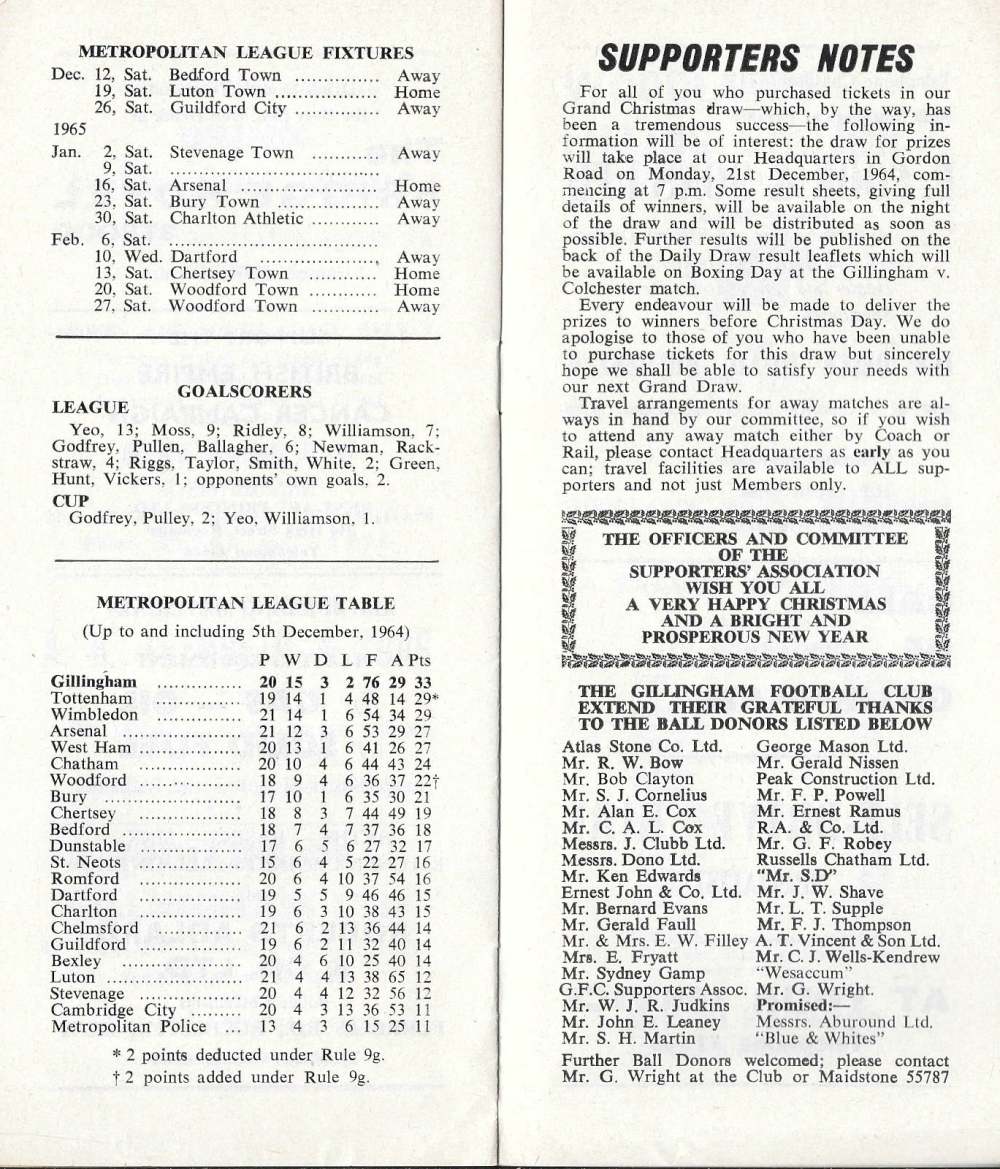 METROPOLITAN LEAGUE FIXTURES
Dec. 12, Sat. Bedford Town ............... Away
19, Sat. Luton Town .................. Home
26, Sat. Guildford City ............... Away
1965
Jan. 2, Sat. Stevenage Town ............ Away
9, Sat. .....................................
16, Sat. Arsenal ........................ Home
23, Sat. Bury Town .................. Away
30, Sat. Charlton Athletic ............ Away
Feb. 6, Sat. .....................................
10, Wed. Dartford ..................... Away
13, Sat. Chertsey Town ............ Home
20, Sat. Woodford Town ............ Home
27, Sat. Woodford Town ............ Away
GOALSCORERS
LEAGUE
Yeo, 13; Moss, 9; Ridley, 8; Williamson, 7;
Godfrey, Pullen, Ballagher, 6; Newman, Rack-
straw, 4; Riggs, Taylor, Smith, White, 2; Green,
Hunt, Vickers, 1; opponents' own goals, 2.
CUP
Godfrey, Pulley, 2; Yeo, Williamson, 1.
METROPOLITAN LEAGUE TABLE
(Up to and including 5th December, 1964)
P W D L F A Pts
Gillingham ............... 20 15 3 2 76 29 33
Tottenham ............... 19 14 1 4 48 14 29*
Wimbledon ............... 21 14 1 6 54 34 29
Arsenal .................. 21 12 3 6 53 29 27
West Ham .................. 20 13 1 6 41 26 27
Chatham .................. 20 10 4 6 44 43 24
Woodford .................. 18 9 4 6 36 37 22†
Bury ........................ 17 10 1 6 35 30 21
Chertsey .................. 18 8 3 7 44 49 19
Bedford .................. 18 7 4 7 37 36 18
Dunstable .................. 17 6 5 6 27 32 17
St. Neots .................. 15 6 4 5 22 27 16
Romford .................. 20 6 4 10 37 54 16
Dartford .................. 19 5 5 9 46 46 15
Charlton .................. 19 6 3 10 38 43 15
Chelmsford ............... 21 6 2 13 36 44 14
Guildford .................. 19 6 2 11 32 40 14
Bexley ..................... 20 4 6 10 25 40 14
Luton ........................ 21 4 4 13 38 65 12
Stevenage .................. 20 4 4 12 32 56 12
Cambridge City ......... 20 4 3 13 36 53 11
Metropolitan Police ... 13 4 3 6 15 25 11
* 2 points deducted under Rule 9g.
† 2 points added under Rule 9g.
SUPPORTERS NOTES
For all of you who purchased tickets in our
Grand Christmas draw—which, by the way, has
been a tremendous success—the following in-
formation will be of interest: the draw for prizes
will take place at our Headquarters in Gordon
Road on Monday, 21st December, 1964, com-
mencing at 7 p.m. Some result sheets, giving full
details of winners, will be available on the night
of the draw and will be distributed as soon as
possible. Further results will be published on the
back of the Daily Draw result leaflets which will
be available on Boxing Day at the Gillingham v.
Colchester match.
Every endeavour will be made to deliver the
prizes to winners before Christmas Day. We do
apologise to those of you who have been unable
to purchase tickets for this draw but sincerely
hope we shall be able to satisfy your needs with
our next Grand Draw.
Travel arrangements for away matches are al-
ways in hand by our committee, so if you wish
to attend any away match either by Coach or
Rail, please contact Headquarters as early as you
can; travel facilities are available to ALL sup-
porters and not just Members only.
THE OFFICERS AND COMMITTEE
OF THE
SUPPORTERS' ASSOCIATION
WISH YOU ALL
A VERY HAPPY CHRISTMAS
AND A BRIGHT AND
PROSPEROUS NEW YEAR
THE GILLINGHAM FOOTBALL CLUB
EXTEND THEIR GRATEFUL THANKS
TO THE BALL DONORS LISTED BELOW
Atlas Stone Co. Ltd. George Mason Ltd.
Mr. R. W. Bow Mr. Gerald Nissen
Mr. Bob Clayton Peak Construction Ltd.
Mr. S. J. Cornelius Mr. F. P. Powell
Mr. Alan E. Cox Mr. Ernest Ramus
Mr. C. A. L. Cox R.A. & Co. Ltd.
Messrs. J. Clubb Ltd. Mr. G. F. Robey
Messrs. Dono Ltd. Russells Chatham Ltd.
Mr. Ken Edwards "Mr. S.D"
Ernest John & Co. Ltd. Mr. J. W. Shave
Mr. Bernard Evans Mr. L. T. Supple
Mr. Gerald Faull Mr. F. J. Thompson
Mr. & Mrs. E. W. Filley A. T. Vincent & Son Ltd.
Mrs. E. Fryatt Mr. C. J. Wells-Kendrew
Mr. Sydney Gamp "Wesaccum"
G.F.C. Supporters Assoc. Mr. G. Wright.
Mr. W. J. R. Judkins Promised:—
Mr. John E. Leaney Messrs. Aburound Ltd.
Mr. S. H. Martin "Blue & Whites"
Further Ball Donors welcomed; please contact
Mr. G. Wright at the Club or Maidstone 55787